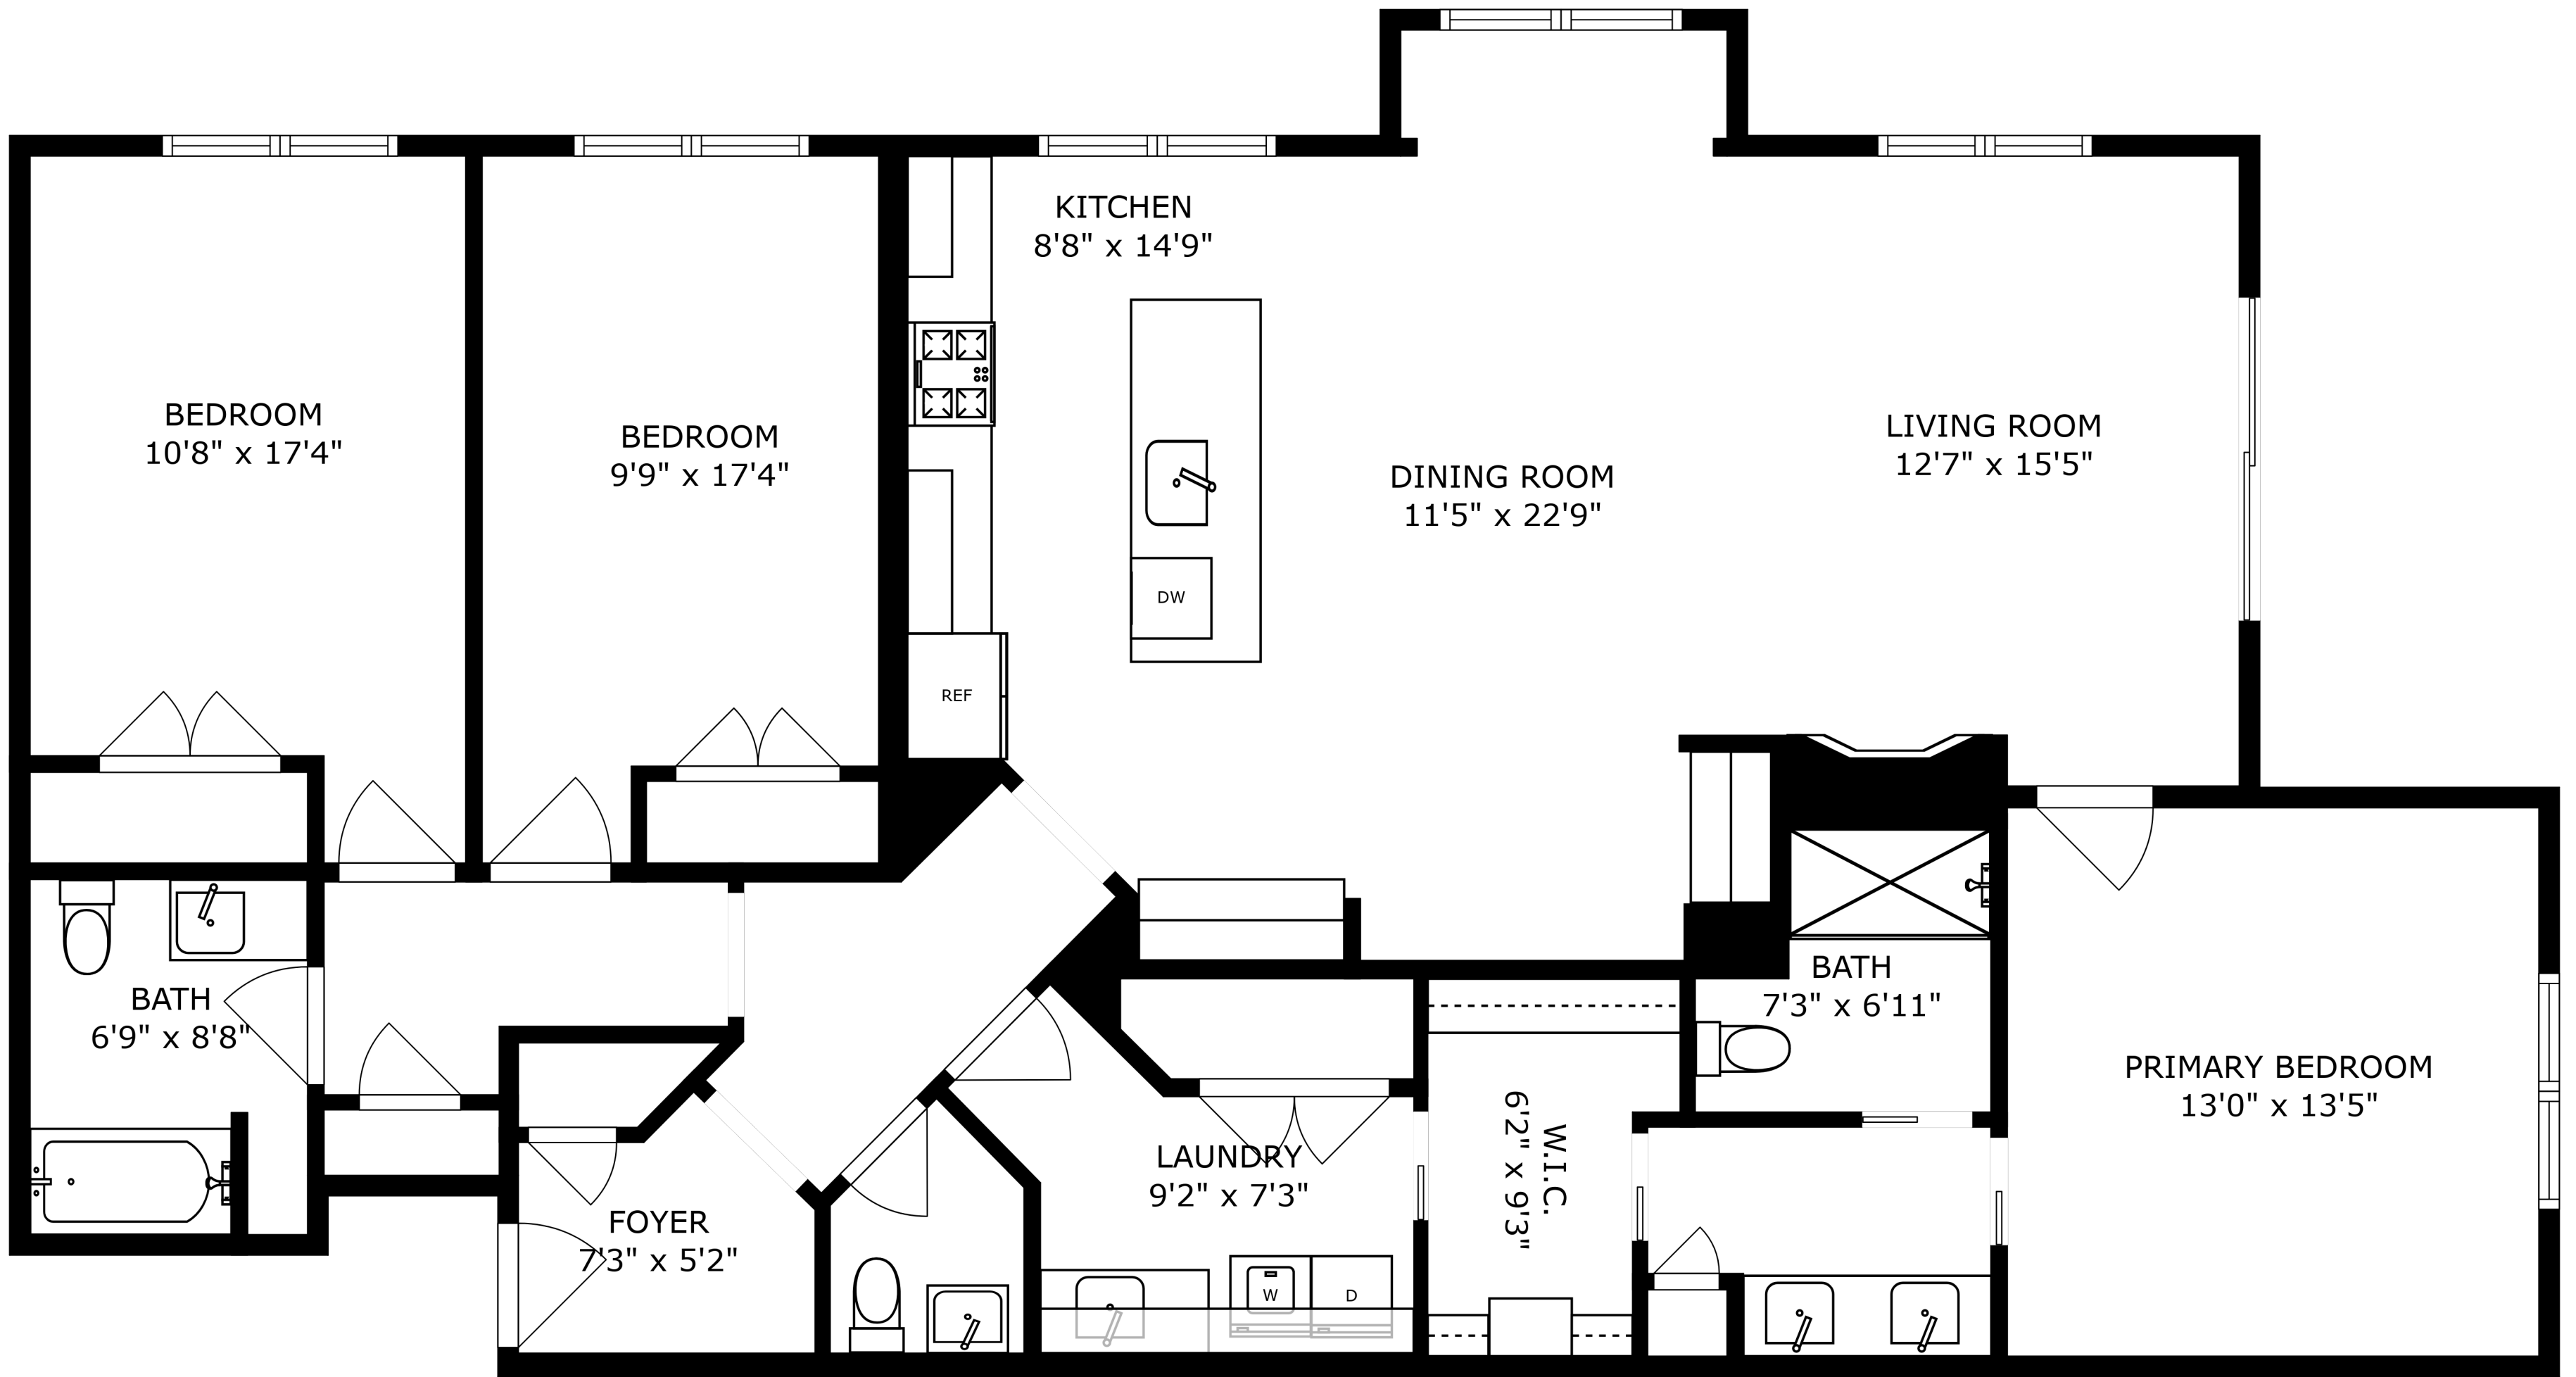 KITCHEN
8'8" x 14'9"
BEDROOM
10'8" x 17'4"
BEDROOM
9'9" x 17'4"
LIVING ROOM
12'7" x 15'5"
DINING ROOM
11'5" x 22'9"
DW
REF
BATH
6'9" x 8'8"
BATH
7'3" x 6'11"
PRIMARY BEDROOM
13'0" x 13'5"
LAUNDRY
9'2" x 7'3"
W.I.C.
6'2" x 9'3"
FOYER
7'3" x 5'2"
W
D